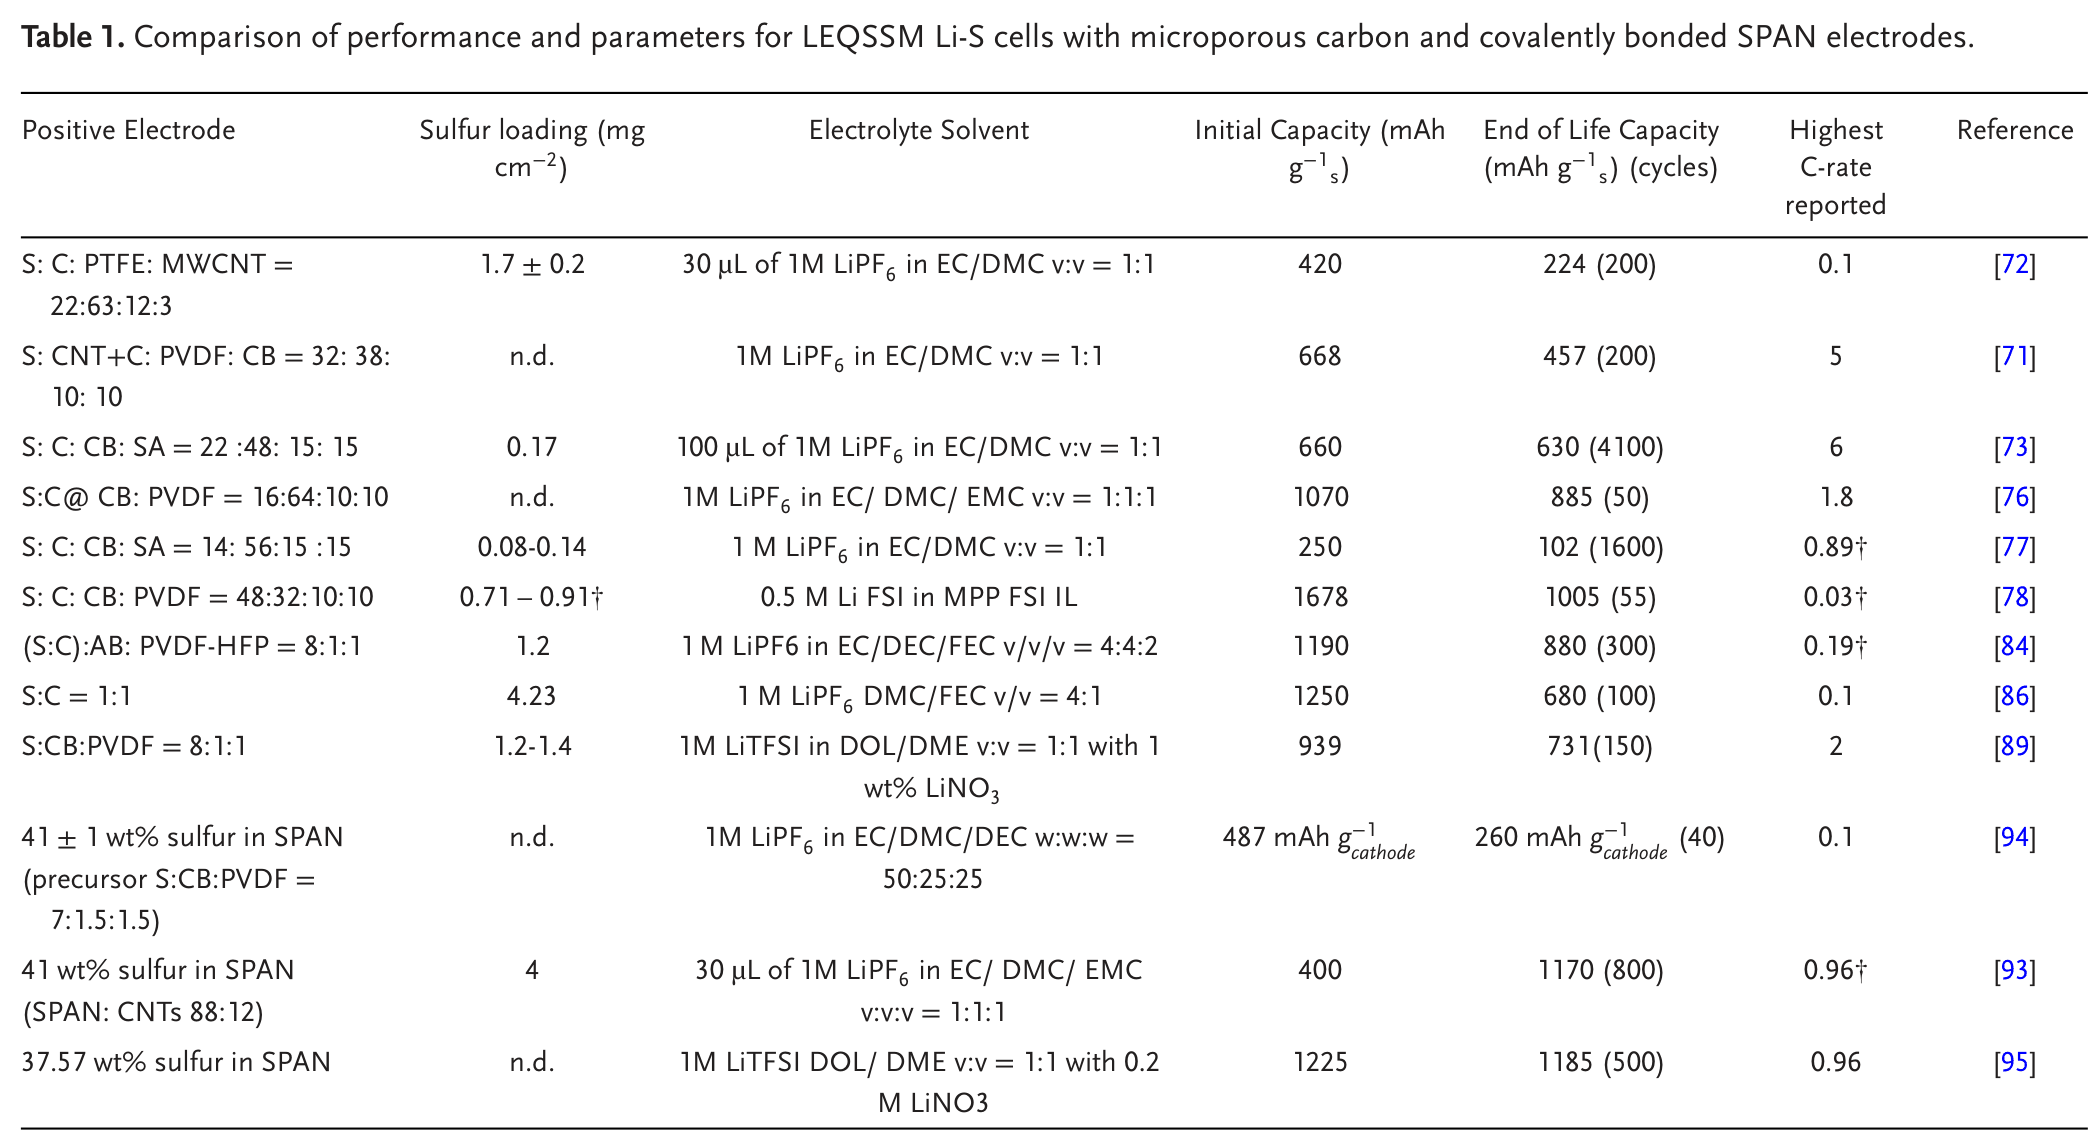 Table 1. Comparison of performance and parameters for LEQSSM Li-S cells with microporous carbon and covalently bonded SPAN electrodes.
Positive Electrode Sulfur loading (mg cm⁻²) Electrolyte Solvent Initial Capacity (mAh g⁻¹ₛ) End of Life Capacity (mAh g⁻¹ₛ) (cycles) Highest C-rate reported Reference
S: C: PTFE: MWCNT = 22:63:12:3 1.7 ± 0.2 30 μL of 1M LiPF₆ in EC/DMC v:v = 1:1 420 224 (200) 0.1 [72]
S: CNT+C: PVDF: CB = 32: 38: 10: 10 n.d. 1M LiPF₆ in EC/DMC v:v = 1:1 668 457 (200) 5 [71]
S: C: CB: SA = 22 :48: 15: 15 0.17 100 μL of 1M LiPF₆ in EC/DMC v:v = 1:1 660 630 (4100) 6 [73]
S:C@ CB: PVDF = 16:64:10:10 n.d. 1M LiPF₆ in EC/ DMC/ EMC v:v = 1:1:1 1070 885 (50) 1.8 [76]
S: C: CB: SA = 14: 56:15 :15 0.08-0.14 1 M LiPF₆ in EC/DMC v:v = 1:1 250 102 (1600) 0.89† [77]
S: C: CB: PVDF = 48:32:10:10 0.71 – 0.91† 0.5 M Li FSI in MPP FSI IL 1678 1005 (55) 0.03† [78]
(S:C):AB: PVDF-HFP = 8:1:1 1.2 1 M LiPF6 in EC/DEC/FEC v/v/v = 4:4:2 1190 880 (300) 0.19† [84]
S:C = 1:1 4.23 1 M LiPF₆ DMC/FEC v/v = 4:1 1250 680 (100) 0.1 [86]
S:CB:PVDF = 8:1:1 1.2-1.4 1M LiTFSI in DOL/DME v:v = 1:1 with 1 wt% LiNO₃ 939 731(150) 2 [89]
41 ± 1 wt% sulfur in SPAN (precursor S:CB:PVDF = 7:1.5:1.5) n.d. 1M LiPF₆ in EC/DMC/DEC w:w:w = 50:25:25 487 mAh g⁻¹cathode 260 mAh g⁻¹cathode (40) 0.1 [94]
41 wt% sulfur in SPAN (SPAN: CNTs 88:12) 4 30 μL of 1M LiPF₆ in EC/ DMC/ EMC v:v:v = 1:1:1 400 1170 (800) 0.96† [93]
37.57 wt% sulfur in SPAN n.d. 1M LiTFSI DOL/ DME v:v = 1:1 with 0.2 M LiNO3 1225 1185 (500) 0.96 [95]